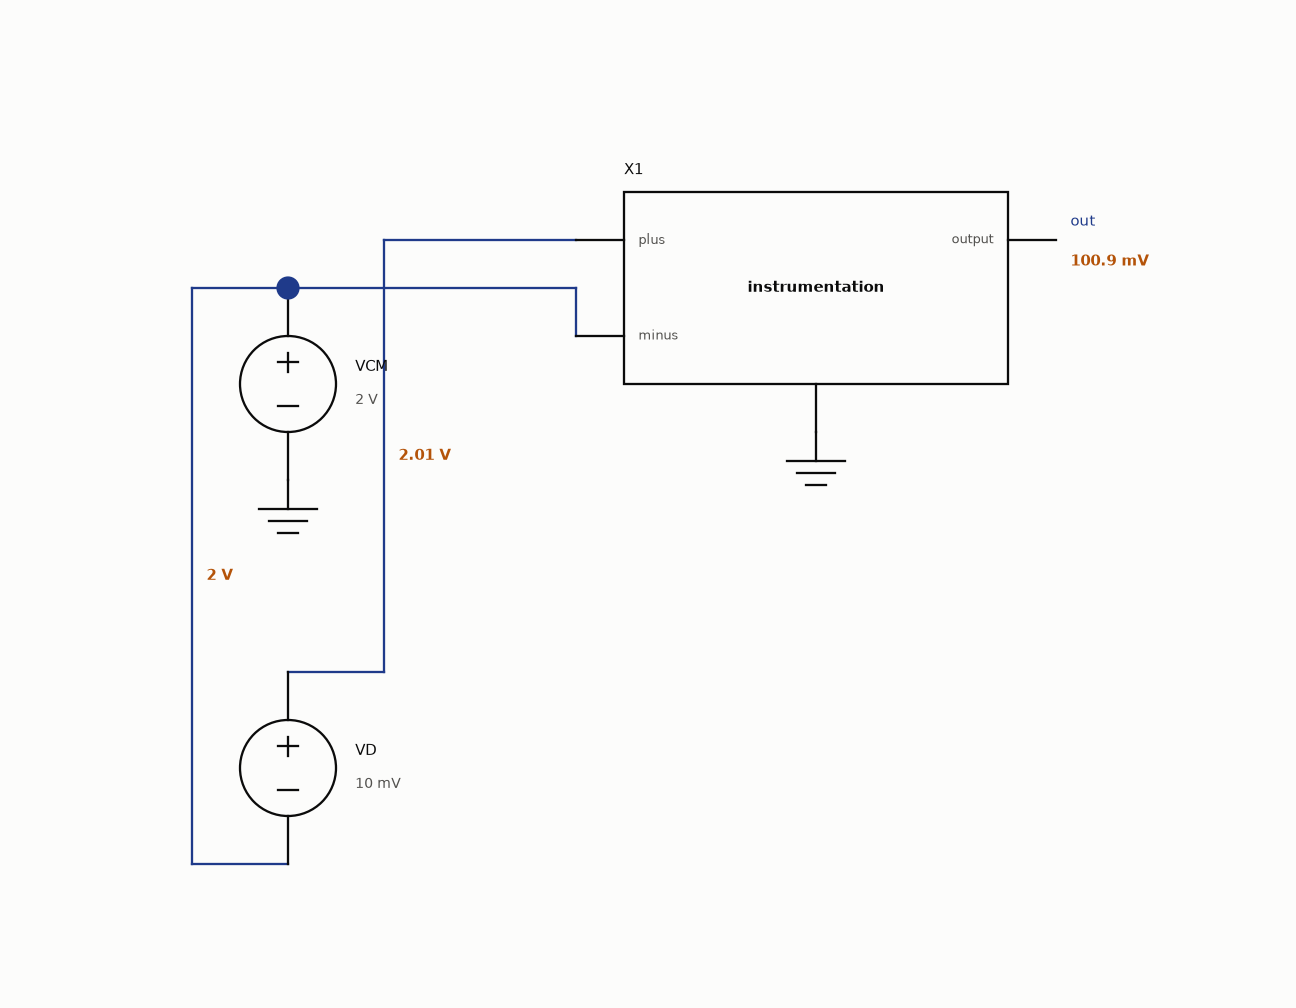 X1
plus
output
out
100.9 mV
instrumentation
minus
VCM
2 V
2.01 V
2 V
VD
10 mV